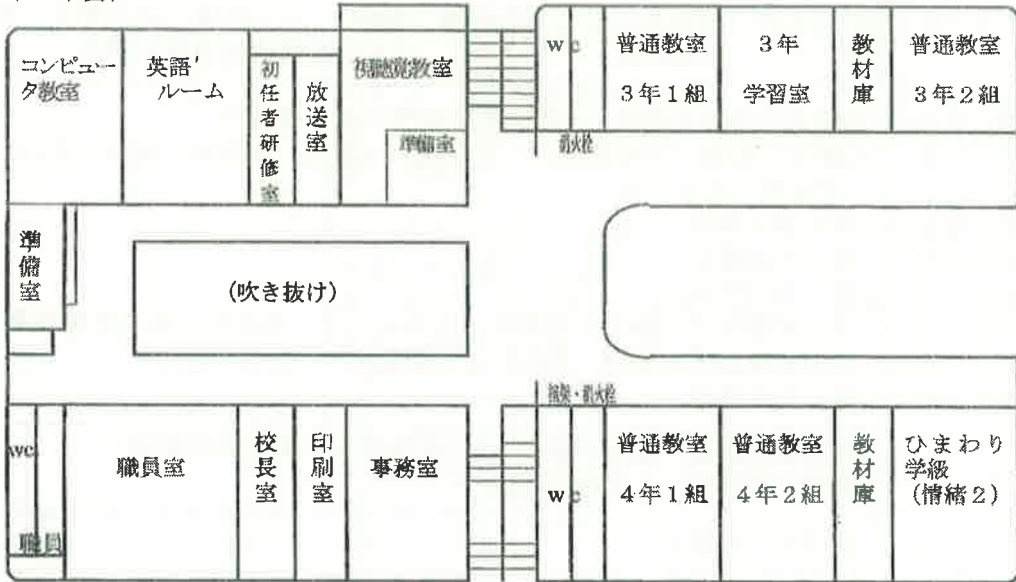 コンピュー
タ教室
英語'
ルーム
初任者研修室
放送室
視聴覚教室
準備室
wc
普通教室
3年1組
3年
学習室
教材庫
普通教室
3年2組
消火栓
準備室
(吹き抜け)
wc
職員
職員室
校長室
印刷室
事務室
担架・消火栓
wc
普通教室
4年1組
普通教室
4年2組
教材庫
ひまわり
学級
(情緒2)